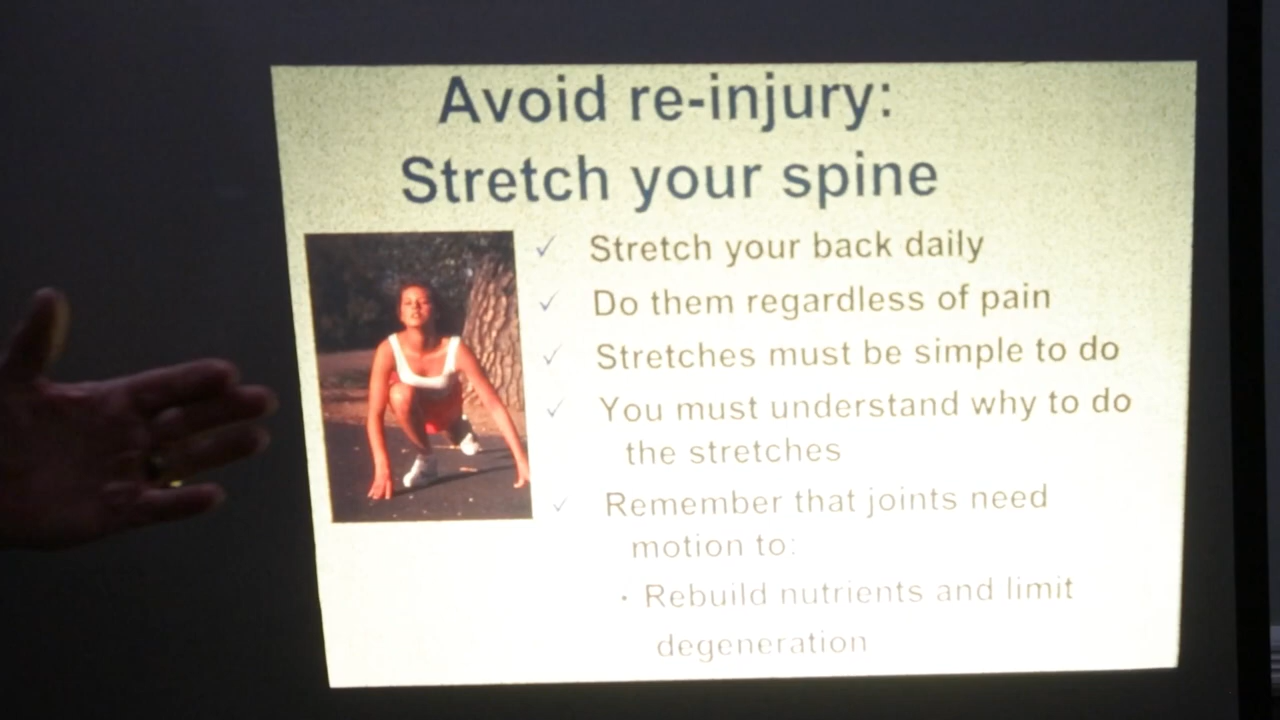 Avoid re-injury:
Stretch your spine
✓ Stretch your back daily
✓ Do them regardless of pain
✓ Stretches must be simple to do
✓ You must understand why to do
the stretches
✓ Remember that joints need
motion to:
· Rebuild nutrients and limit
degeneration